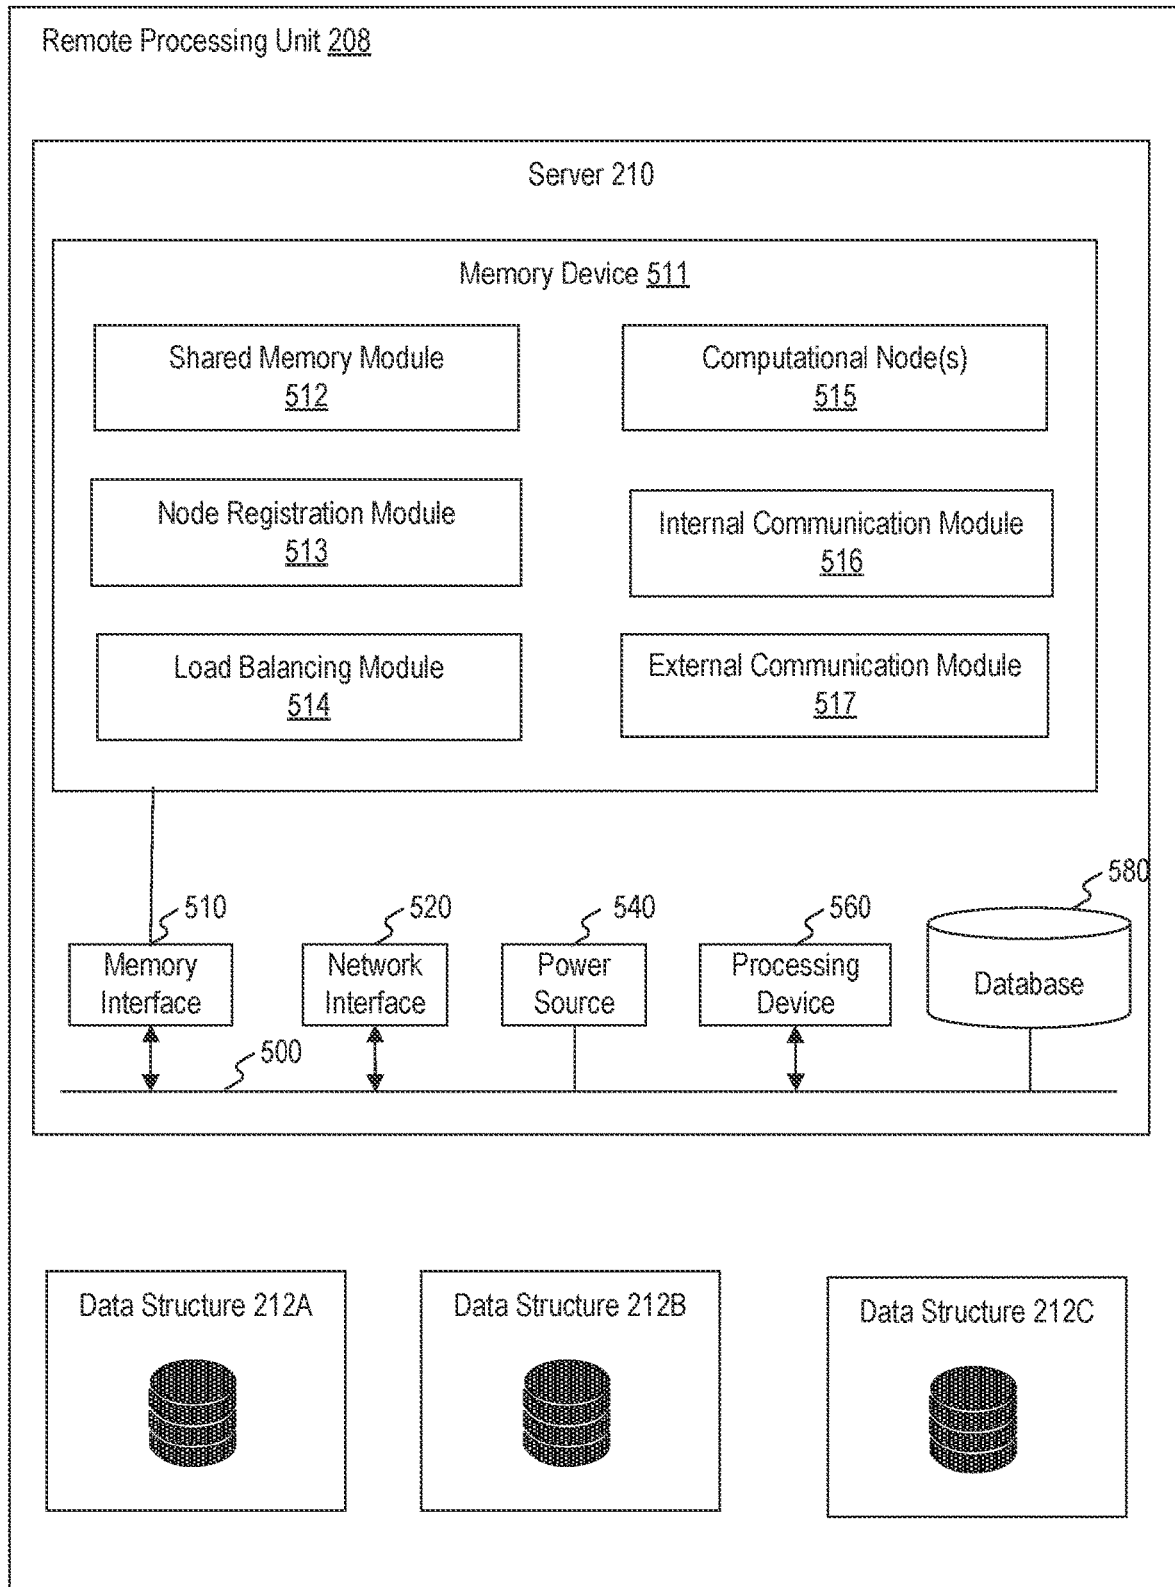 Remote Processing Unit 208
Server 210
Memory Device 511
Shared Memory Module
512
Computational Node(s)
515
Node Registration Module
513
Internal Communication Module
516
Load Balancing Module
514
External Communication Module
517
510
520
540
560
580
Memory
Interface
Network
Interface
Power
Source
Processing
Device
Database
500
Data Structure 212A
Data Structure 212B
Data Structure 212C